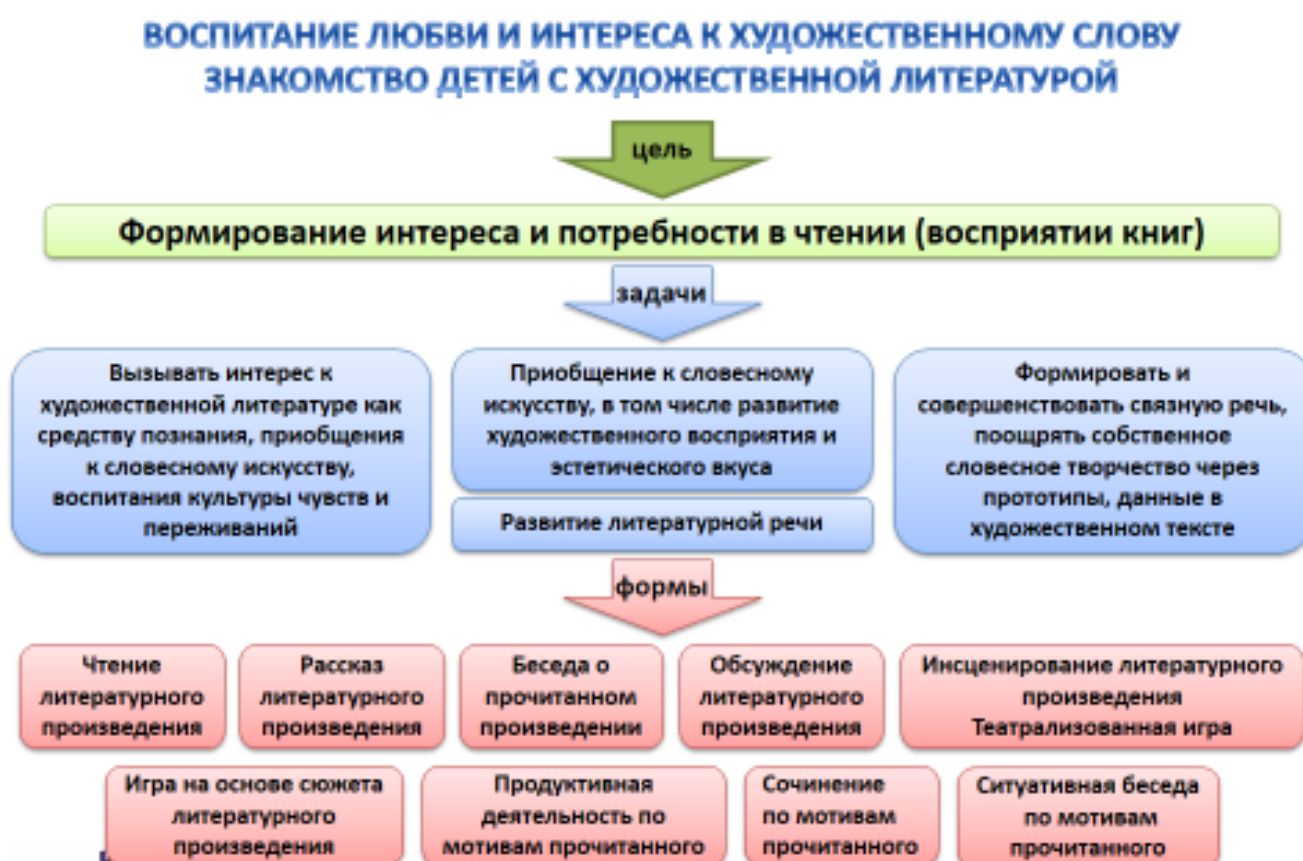 ВОСПИТАНИЕ ЛЮБВИ И ИНТЕРЕСА К ХУДОЖЕСТВЕННОМУ СЛОВУ
ЗНАКОМСТВО ДЕТЕЙ С ХУДОЖЕСТВЕННОЙ ЛИТЕРАТУРОЙ
цель
Формирование интереса и потребности в чтении (восприятии книг)
задачи
Вызывать интерес к
художественной литературе как
средству познания, приобщения
к словесному искусству,
воспитания культуры чувств и
переживаний
Приобщение к словесному
искусству, в том числе развитие
художественного восприятия и
эстетического вкуса
Развитие литературной речи
Формировать и
совершенствовать связную речь,
поощрять собственное
словесное творчество через
прототипы, данные в
художественном тексте
формы
Чтение
литературного
произведения
Рассказ
литературного
произведения
Беседа о
прочитанном
произведении
Обсуждение
литературного
произведения
Инсценирование литературного
произведения
Театрализованная игра
Игра на основе сюжета
литературного
произведения
Продуктивная
деятельность по
мотивам прочитанного
Сочинение
по мотивам
прочитанного
Ситуативная беседа
по мотивам
прочитанного